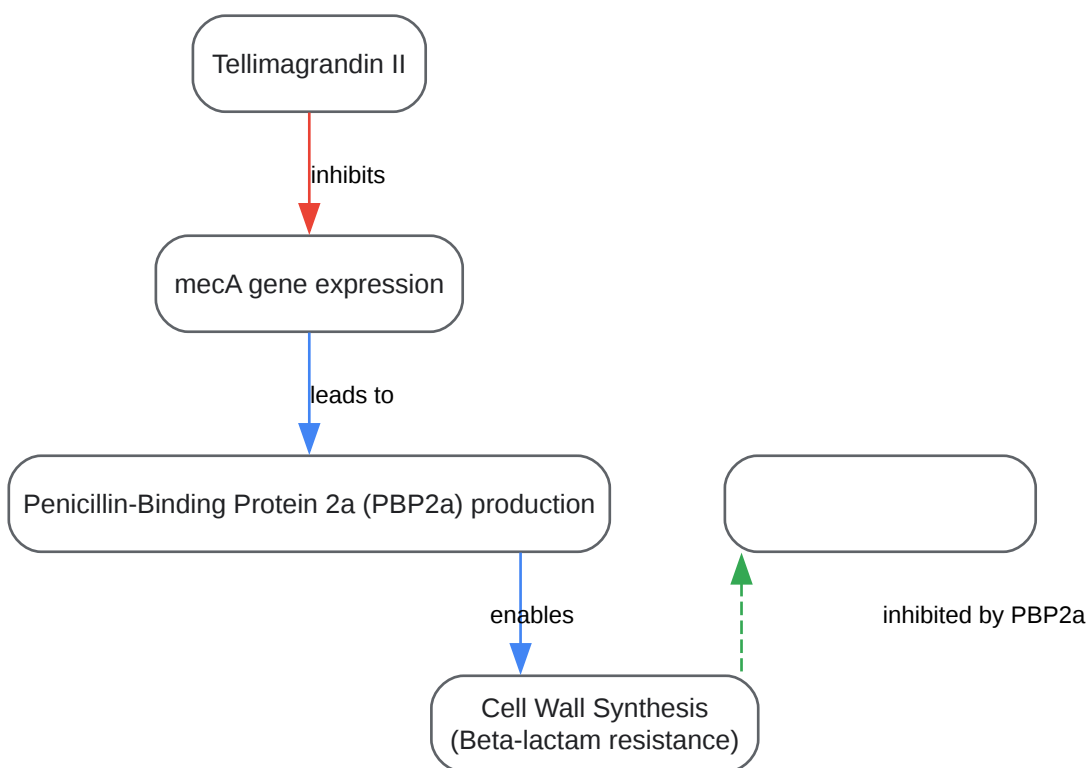 Tellimagrandin II
inhibits
mecA gene expression
leads to
Penicillin-Binding Protein 2a (PBP2a) production
enables
inhibited by PBP2a
Cell Wall Synthesis
(Beta-lactam resistance)